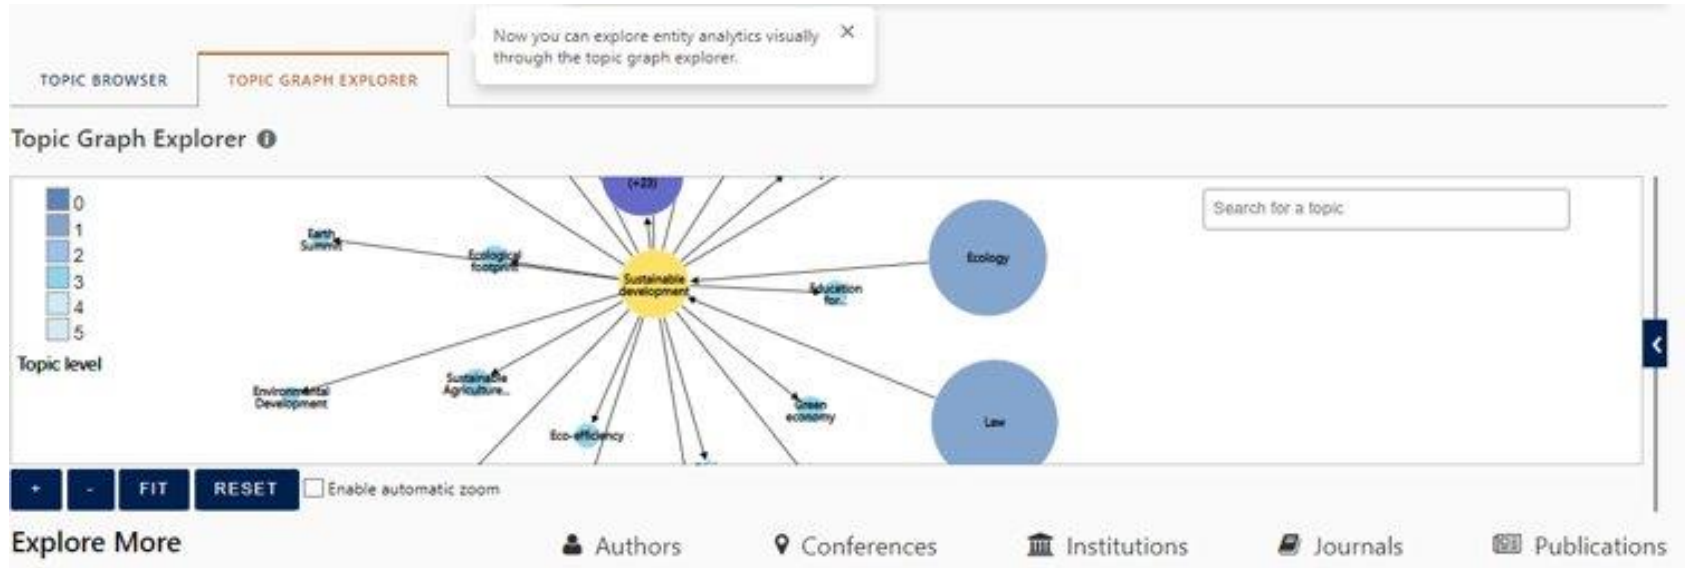 Now you can explore entity analytics visually
through the topic graph explorer.
TOPIC BROWSER
TOPIC GRAPH EXPLORER
Topic Graph Explorer
0
1
2
3
4
5
Topic level
(+23)
Earth
Summit
Ecological
footprint
Sustainable
development
Education
for...
Ecology
Search for a topic
Environmental
Development
Sustainable
Agriculture...
Eco-efficiency
Green
economy
Law
+
-
FIT
RESET
Enable automatic zoom
Explore More
Authors
Conferences
Institutions
Journals
Publications